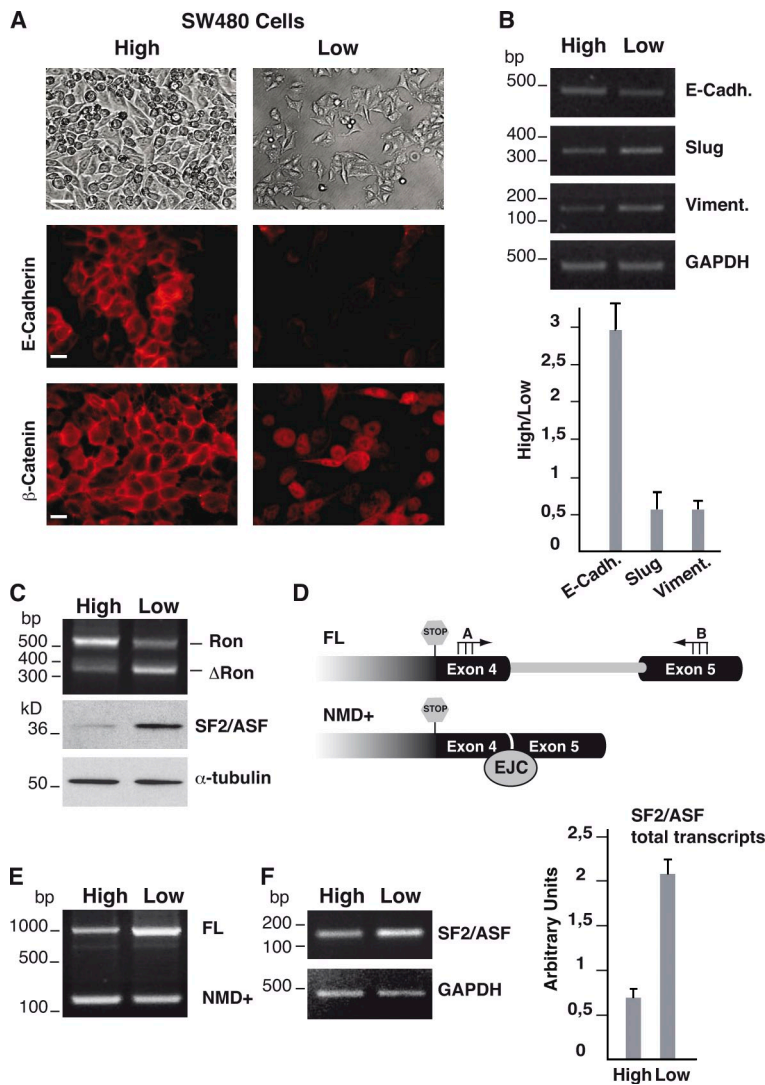 A
SW480 Cells
High Low
E-Cadherin
β-Catenin
B
bp High Low
500
E-Cadh.
400
300
Slug
200
100
Viment.
500
GAPDH
High/Low
3
2,5
2
1,5
1
0,5
0
E-Cadh.
Slug
Viment.
C
High Low
bp
500
400
300
Ron
ΔRon
kD
36
SF2/ASF
50
α-tubulin
D
FL
STOP
A
B
Exon 4
Exon 5
NMD+
STOP
Exon 4
Exon 5
EJC
E
bp High Low
1000
500
100
FL
NMD+
F
bp High Low
200
100
SF2/ASF
500
GAPDH
SF2/ASF
total transcripts
Arbitrary Units
2,5
2
1,5
1
0,5
0
High Low